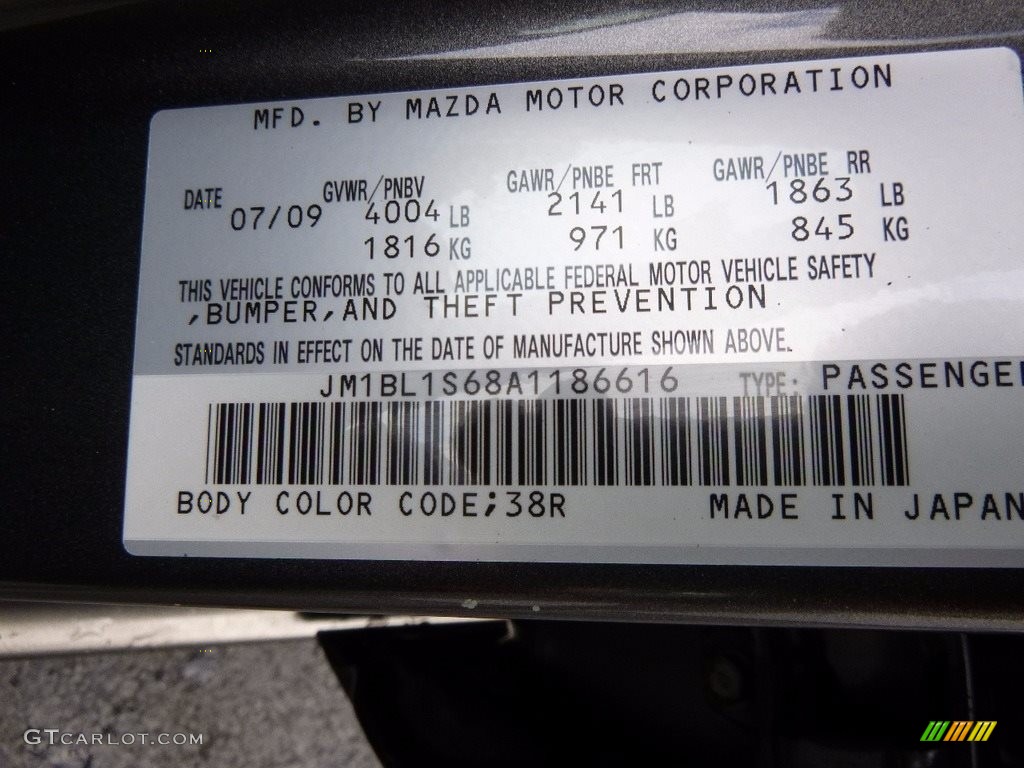 MFD. BY MAZDA MOTOR CORPORATION
DATE GVWR/PNBV GAWR/PNBE FRT GAWR/PNBE RR
07/09 4004 LB 2141 LB 1863 LB
1816 KG 971 KG 845 KG
THIS VEHICLE CONFORMS TO ALL APPLICABLE FEDERAL MOTOR VEHICLE SAFETY
,BUMPER,AND THEFT PREVENTION
STANDARDS IN EFFECT ON THE DATE OF MANUFACTURE SHOWN ABOVE.
JM1BL1S68A1186616 TYPE: PASSENGER
BODY COLOR CODE;38R MADE IN JAPAN
GTCARLOT.COM